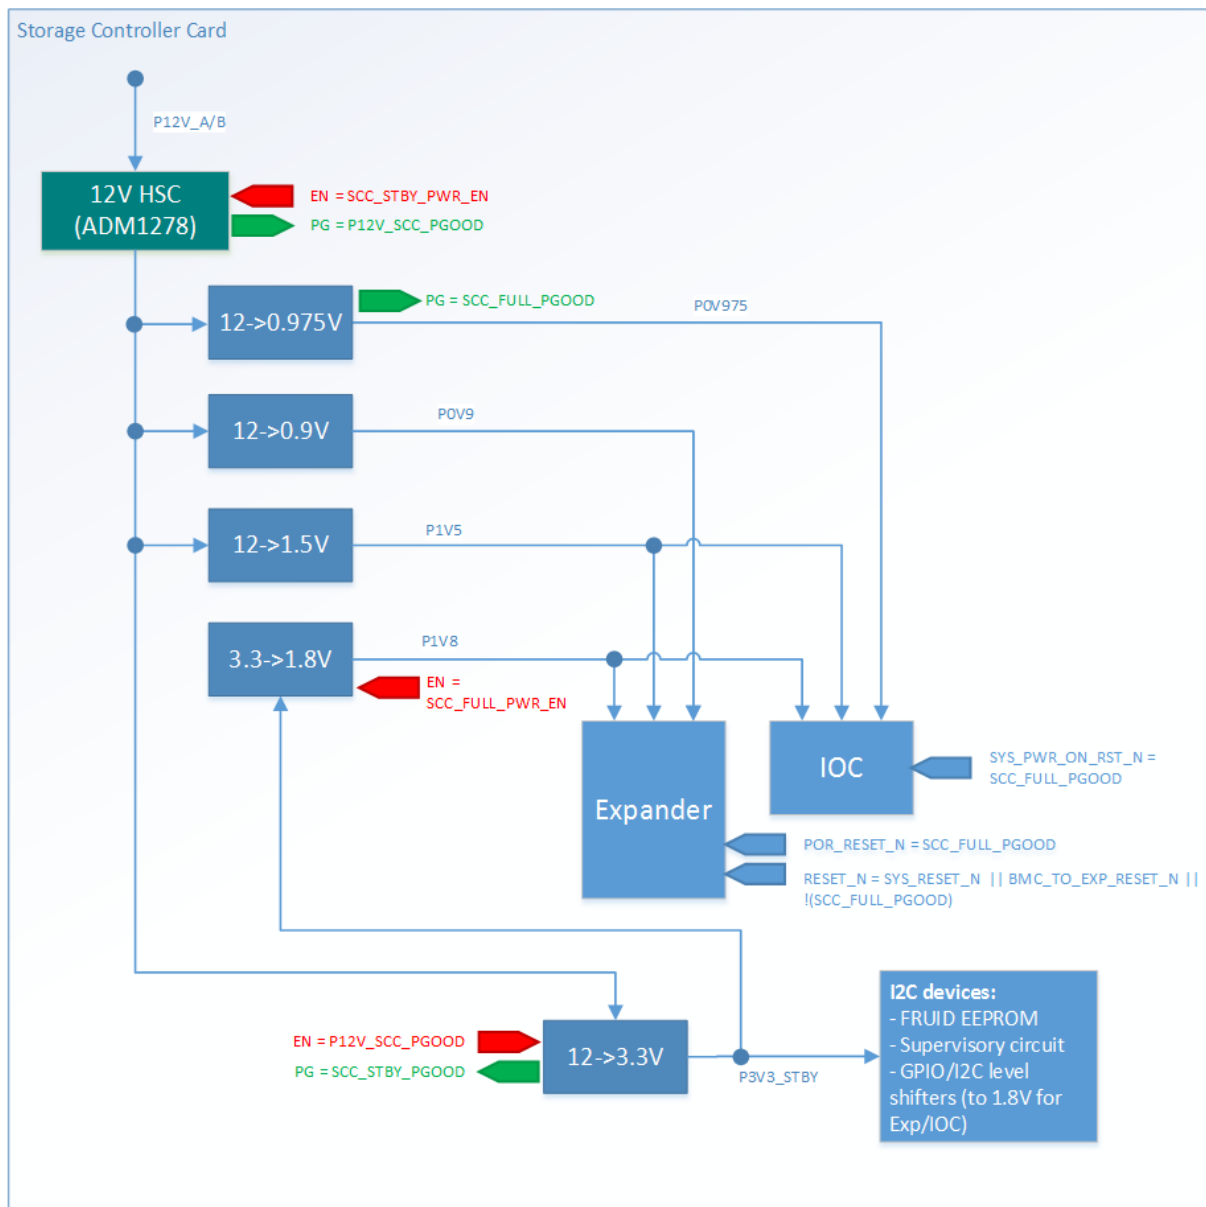 Storage Controller Card
P12V_A/B
12V HSC
(ADM1278)
EN = SCC_STBY_PWR_EN
PG = P12V_SCC_PGOOD
12->0.975V
PG = SCC_FULL_PGOOD
P0V975
12->0.9V
P0V9
12->1.5V
P1V5
3.3->1.8V
P1V8
EN =
SCC_FULL_PWR_EN
Expander
IOC
SYS_PWR_ON_RST_N =
SCC_FULL_PGOOD
POR_RESET_N = SCC_FULL_PGOOD
RESET_N = SYS_RESET_N || BMC_TO_EXP_RESET_N ||
!(SCC_FULL_PGOOD)
EN = P12V_SCC_PGOOD
PG = SCC_STBY_PGOOD
12->3.3V
P3V3_STBY
I2C devices:
- FRUID EEPROM
- Supervisory circuit
- GPIO/I2C level
shifters (to 1.8V for
Exp/IOC)